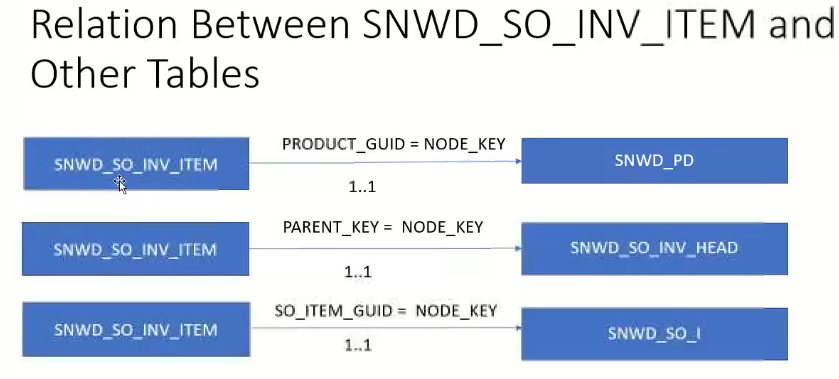 Relation Between SNWD_SO_INV_ITEM and
Other Tables
SNWD_SO_INV_ITEM
PRODUCT_GUID = NODE_KEY
1..1
SNWD_PD
SNWD_SO_INV_ITEM
PARENT_KEY = NODE_KEY
1..1
SNWD_SO_INV_HEAD
SNWD_SO_INV_ITEM
SO_ITEM_GUID = NODE_KEY
1..1
SNWD_SO_I